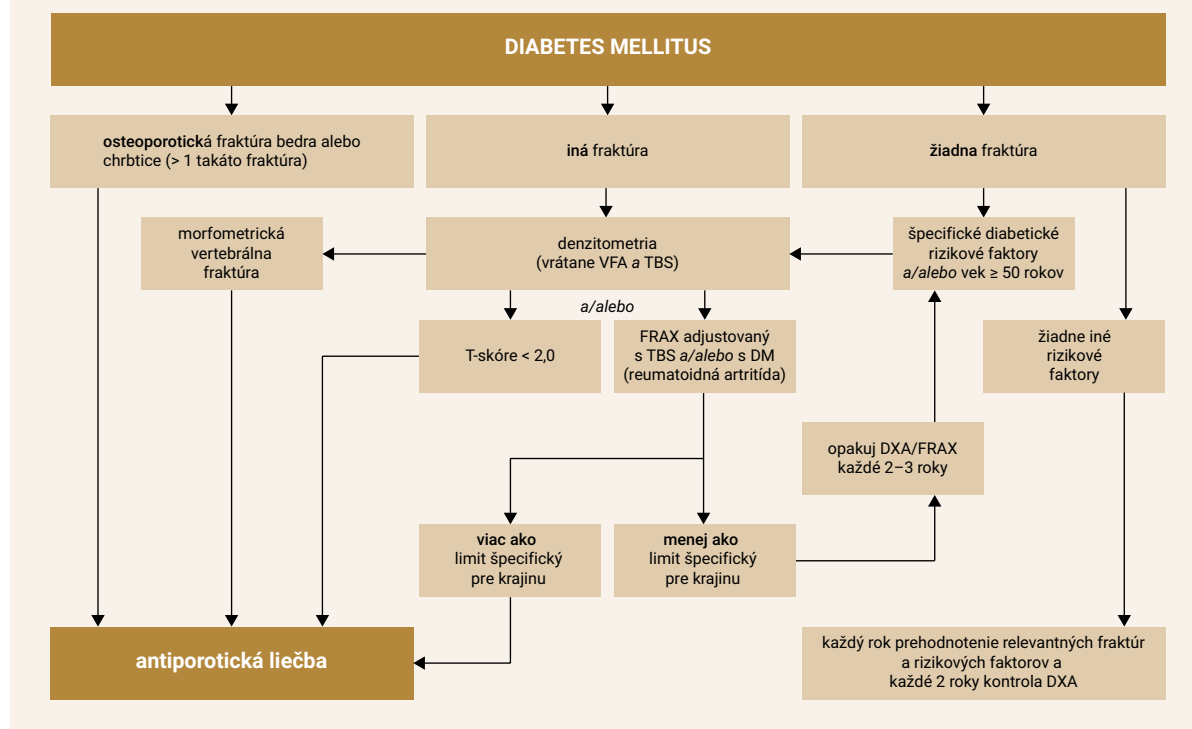 DIABETES MELLITUS
osteoporotická fraktúra bedra alebo
chrbtice (> 1 takáto fraktúra)
iná fraktúra
žiadna fraktúra
morfometrická
vertebrálna
fraktúra
denzitometria
(vrátane VFA a TBS)
špecifické diabetické
rizikové faktory
a/alebo vek ≥ 50 rokov
a/alebo
T-skóre < 2,0
FRAX adjustovaný
s TBS a/alebo s DM
(reumatoidná artritída)
žiadne iné
rizikové
faktory
opakuj DXA/FRAX
každé 2–3 roky
viac ako
limit špecifický
pre krajinu
menej ako
limit špecifický
pre krajinu
antiporotická liečba
každý rok prehodnotenie relevantných fraktúr
a rizikových faktorov a
každé 2 roky kontrola DXA